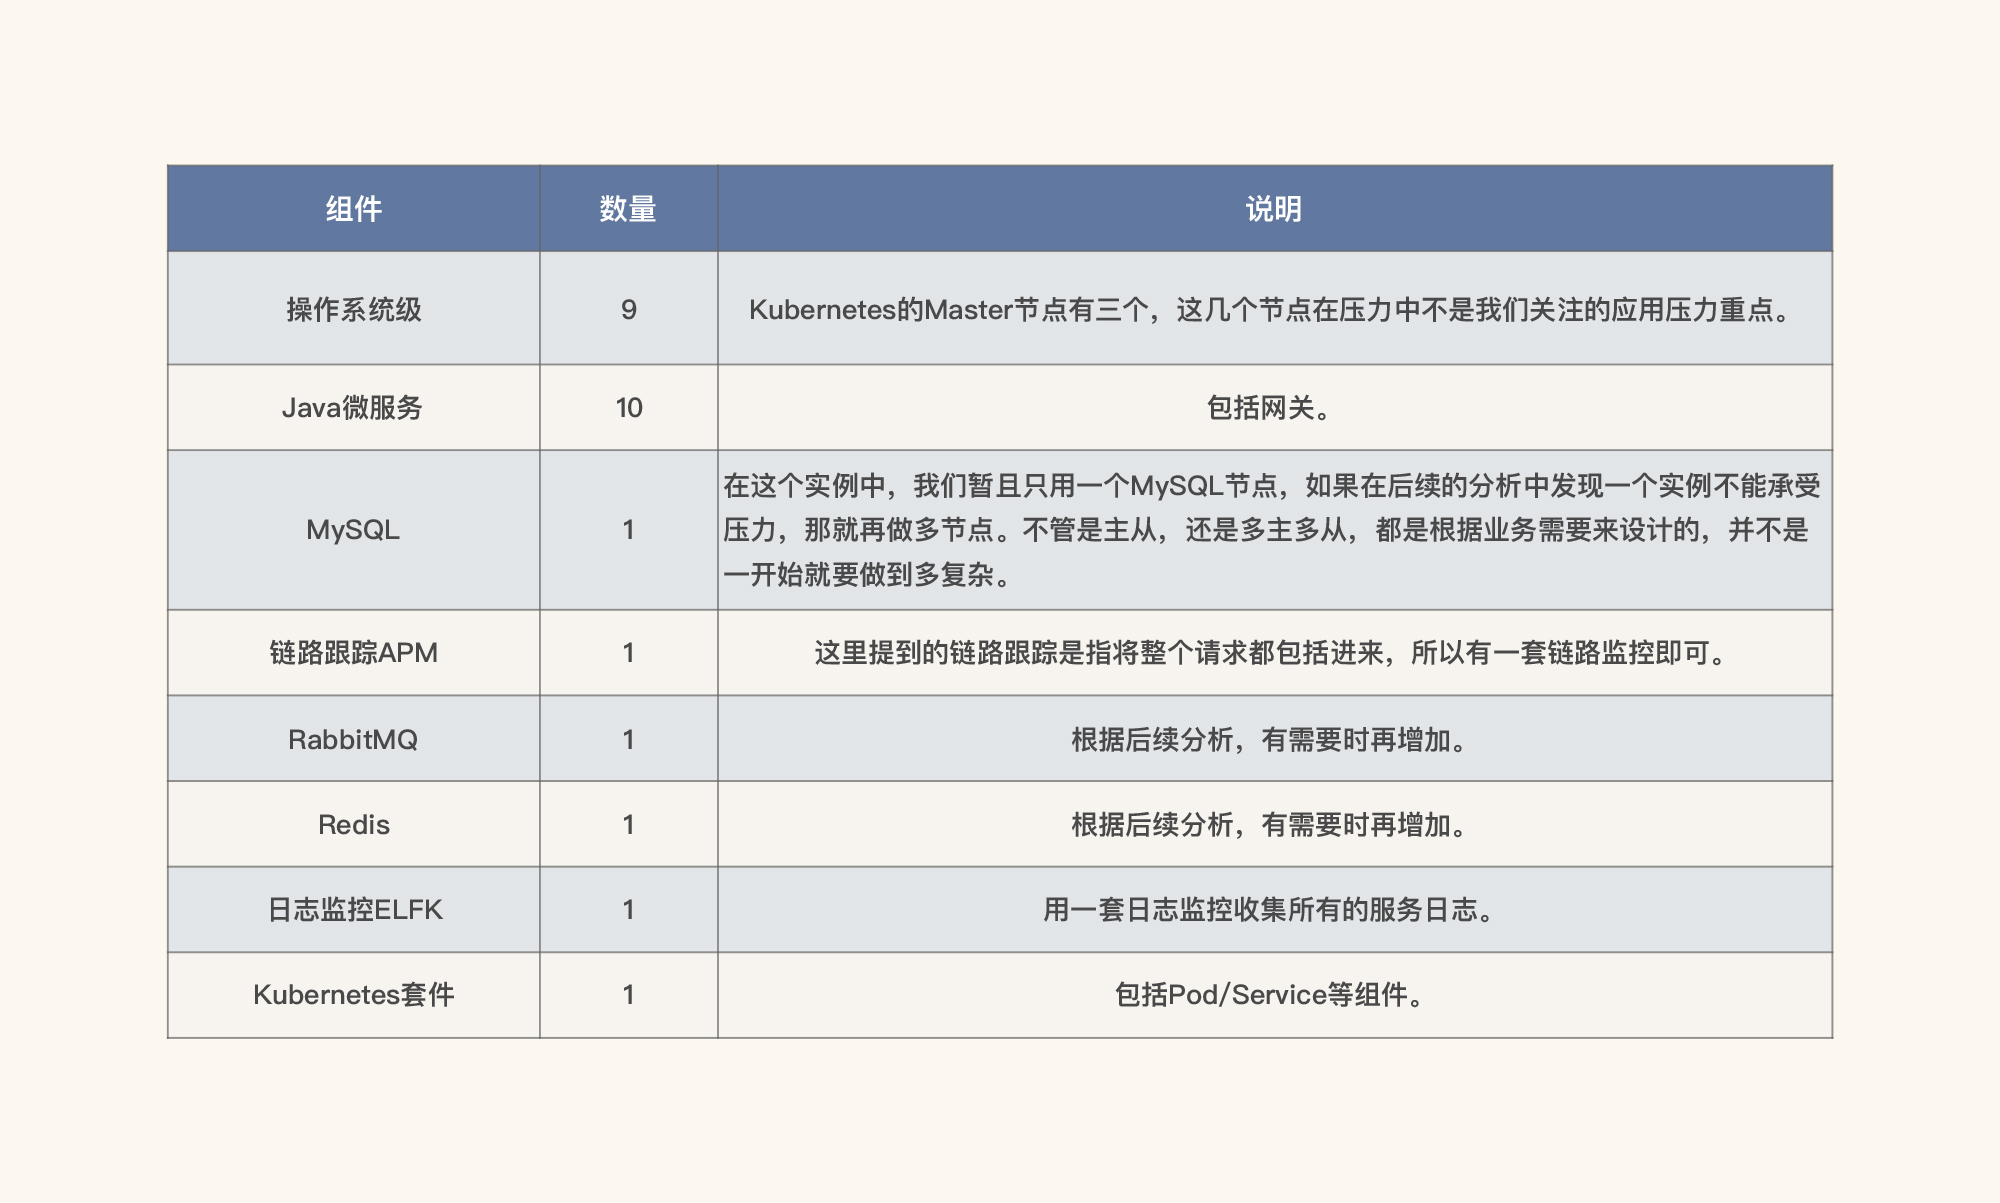 组件 数量 说明
操作系统级 9 Kubernetes的Master节点有三个，这几个节点在压力中不是我们关注的应用压力重点。
Java微服务 10 包括网关。
MySQL 1 在这个实例中，我们暂且只用一个MySQL节点，如果在后续的分析中发现一个实例不能承受
压力，那就再做多节点。不管是主从，还是多主多从，都是根据业务需要来设计的，并不是
一开始就要做到多复杂。
链路跟踪APM 1 这里提到的链路跟踪是指将整个请求都包括进来，所以有一套链路监控即可。
RabbitMQ 1 根据后续分析，有需要时再增加。
Redis 1 根据后续分析，有需要时再增加。
日志监控ELFK 1 用一套日志监控收集所有的服务日志。
Kubernetes套件 1 包括Pod/Service等组件。